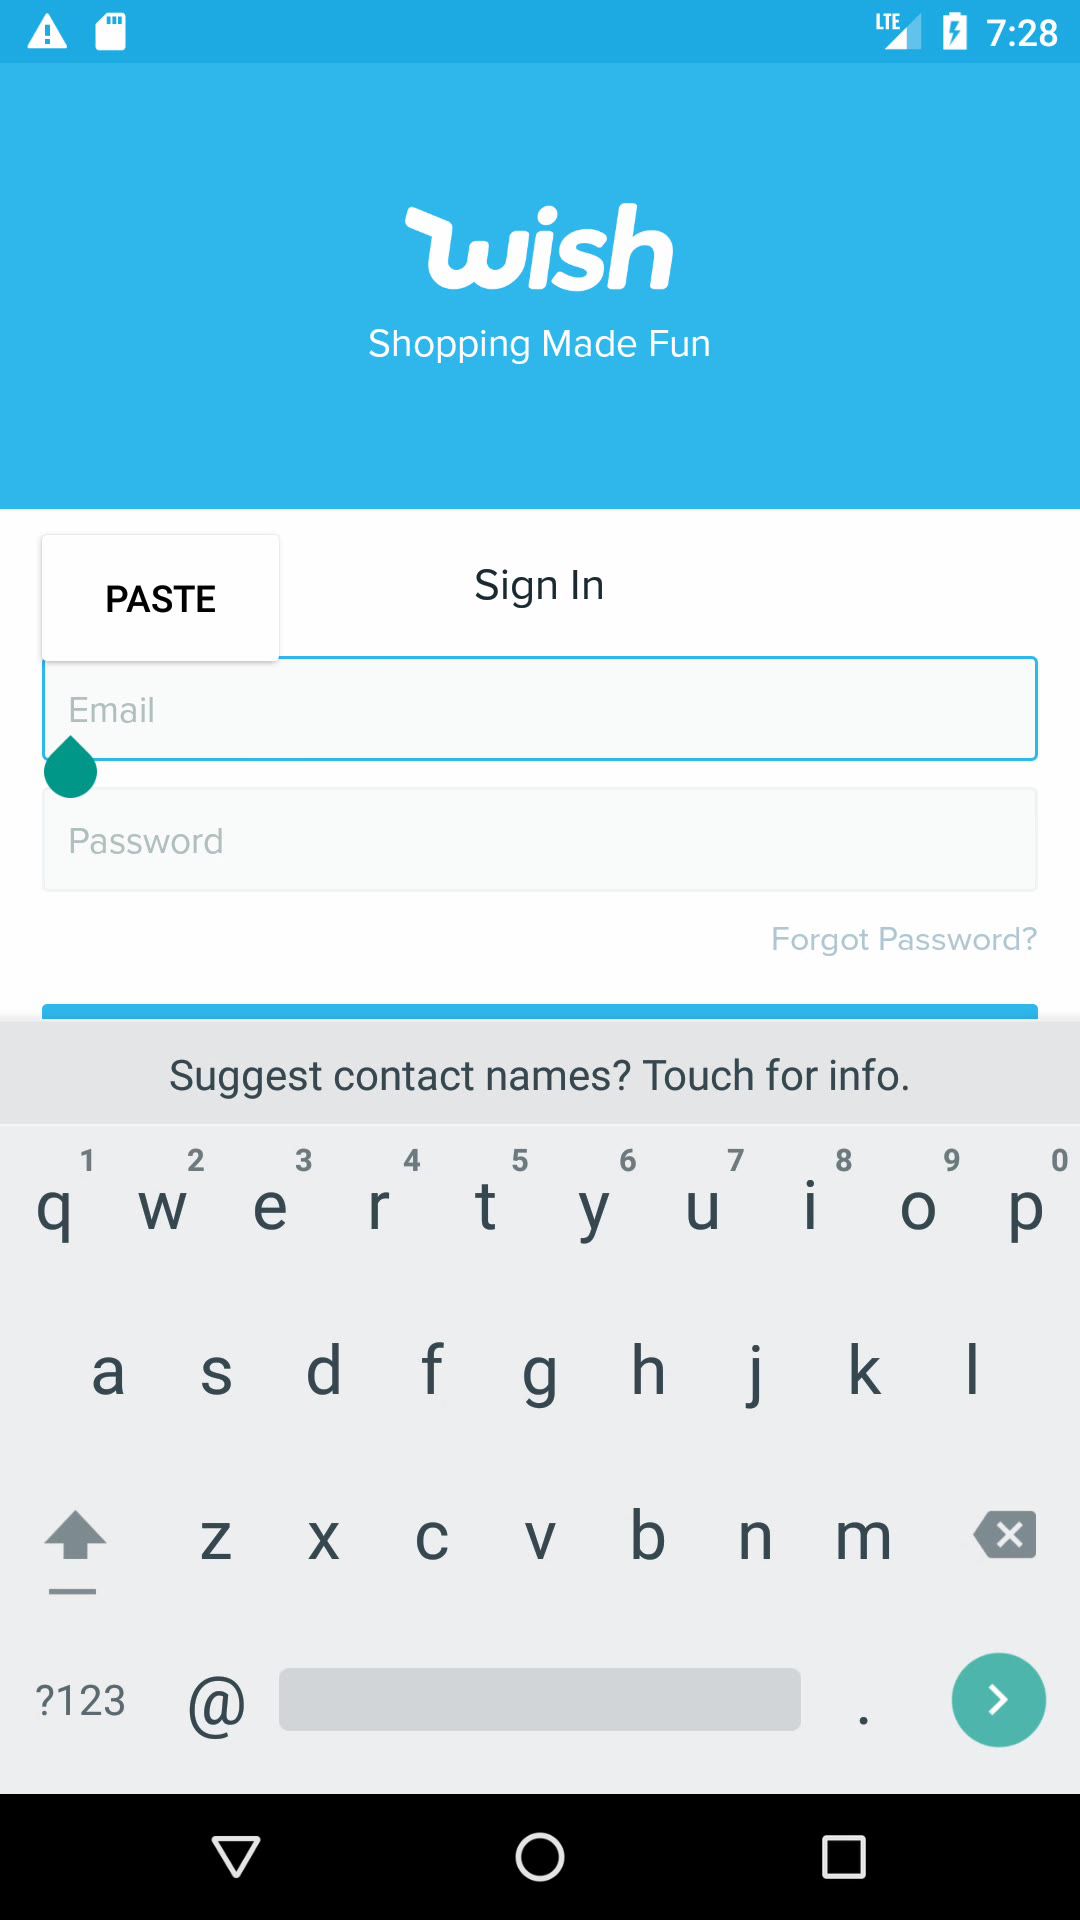 LTE 7:28
wish
Shopping Made Fun
PASTE
Sign In
Email
Password
Forgot Password?
Suggest contact names? Touch for info.
1 2 3 4 5 6 7 8 9 0
q w e r t y u i o p
a s d f g h j k l
z x c v b n m
?123 @ .